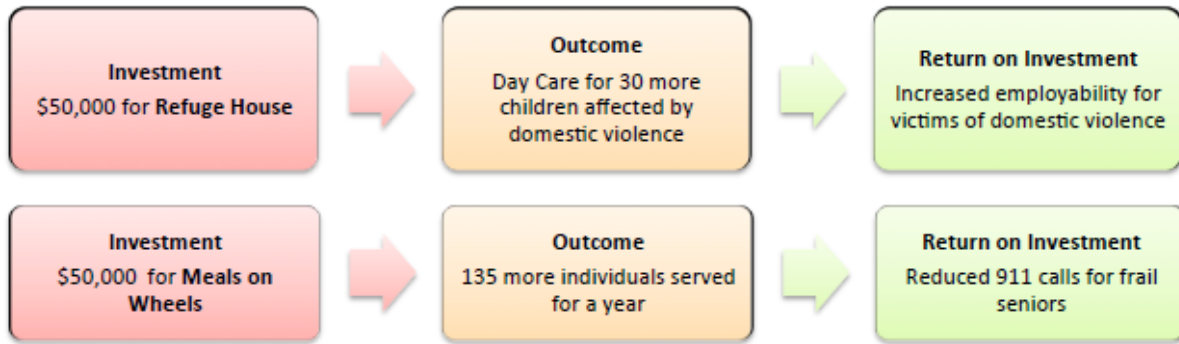 Investment
$50,000 for Refuge House
Outcome
Day Care for 30 more
children affected by
domestic violence
Return on Investment
Increased employability for
victims of domestic violence
Investment
$50,000 for Meals on
Wheels
Outcome
135 more individuals served
for a year
Return on Investment
Reduced 911 calls for frail
seniors